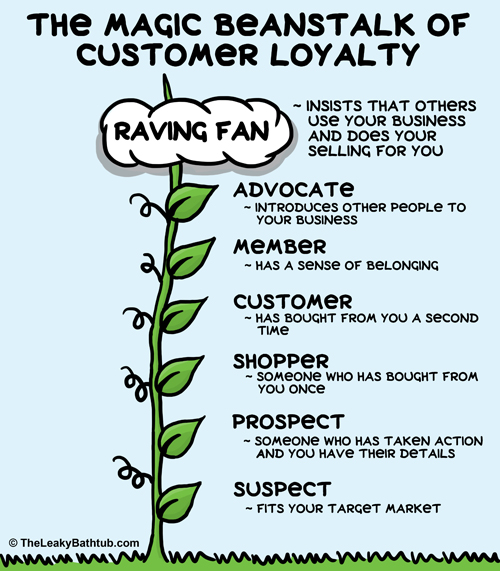 THE MAGIC BEANSTALK OF
CUSTOMER LOYALTY
RAVING FAN
~ INSISTS THAT OTHERS
USE YOUR BUSINESS
AND DOES YOUR
SELLING FOR YOU
ADVOCATE
~ INTRODUCES OTHER PEOPLE TO
YOUR BUSINESS
MEMBER
~ HAS A SENSE OF BELONGING
CUSTOMER
~ HAS BOUGHT FROM YOU A SECOND
TIME
SHOPPER
~ SOMEONE WHO HAS BOUGHT FROM
YOU ONCE
PROSPECT
~ SOMEONE WHO HAS TAKEN ACTION
AND YOU HAVE THEIR DETAILS
SUSPECT
~ FITS YOUR TARGET MARKET
© TheLeakyBathtub.com